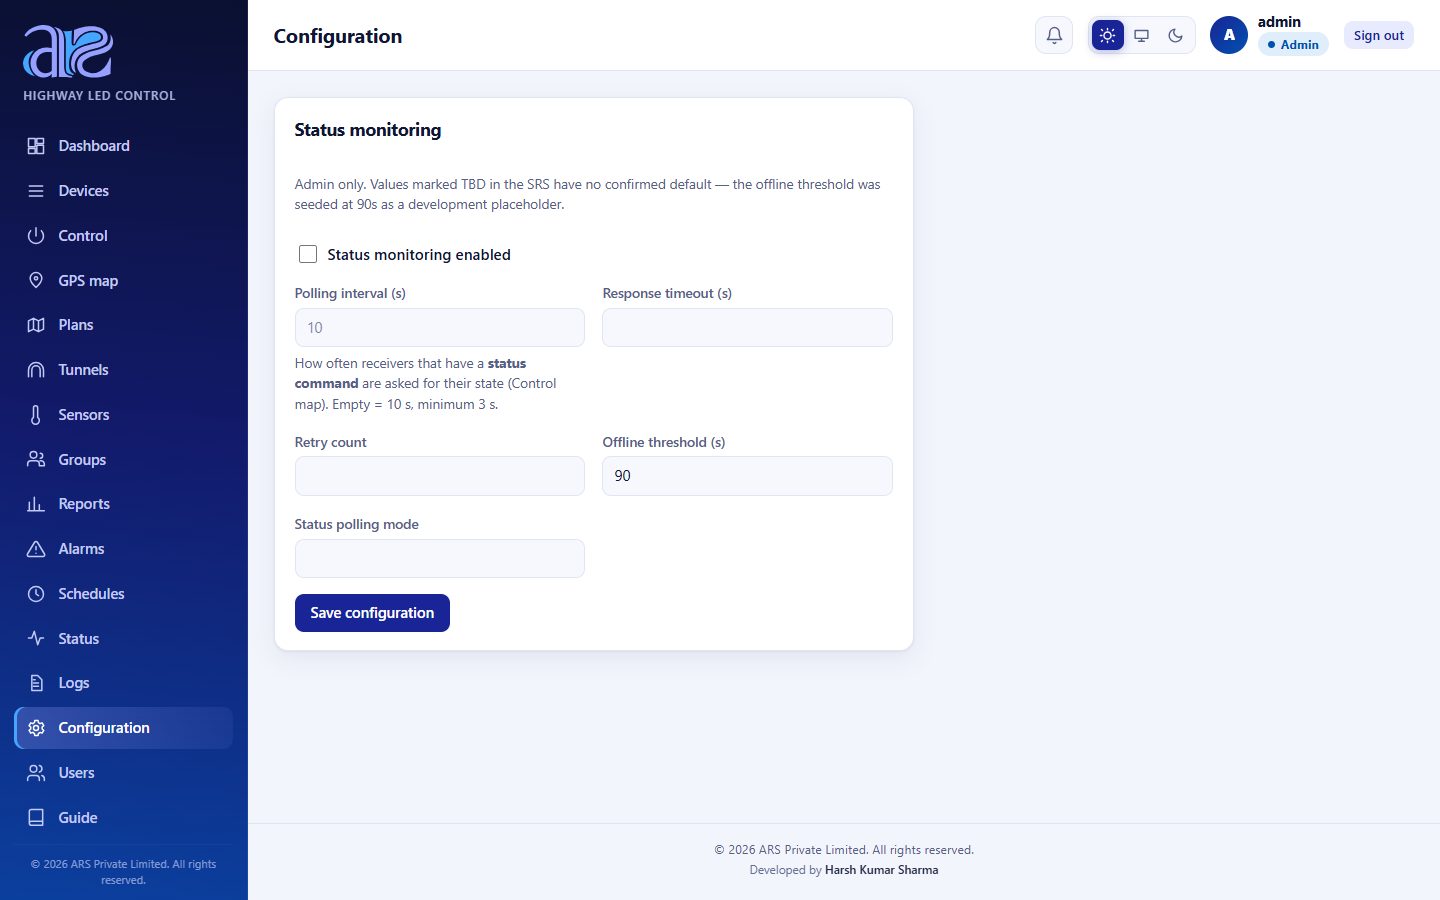 ars
HIGHWAY LED CONTROL
Dashboard
Devices
Control
GPS map
Plans
Tunnels
Sensors
Groups
Reports
Alarms
Schedules
Status
Logs
Configuration
Users
Guide
© 2026 ARS Private Limited. All rights
reserved.
Configuration
A
admin
Admin
Sign out
Status monitoring
Admin only. Values marked TBD in the SRS have no confirmed default — the offline threshold was
seeded at 90s as a development placeholder.
Status monitoring enabled
Polling interval (s)
Response timeout (s)
10
How often receivers that have a status
command are asked for their state (Control
map). Empty = 10 s, minimum 3 s.
Retry count
Offline threshold (s)
90
Status polling mode
Save configuration
© 2026 ARS Private Limited. All rights reserved.
Developed by Harsh Kumar Sharma